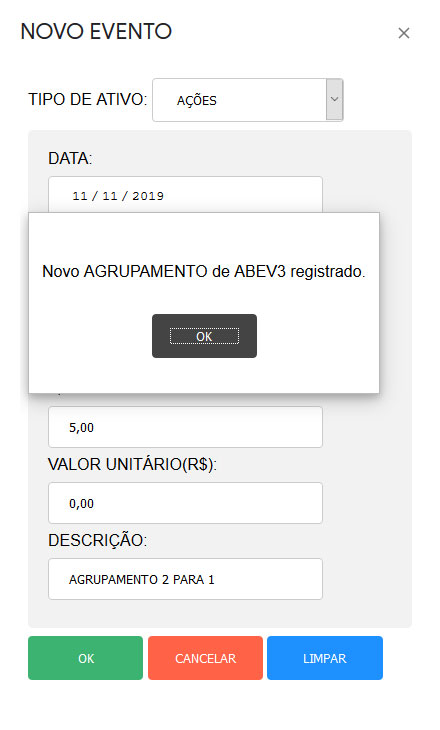 NOVO EVENTO
TIPO DE ATIVO: AÇÕES
DATA:
11 / 11 / 2019
Novo AGRUPAMENTO de ABEV3 registrado.
OK
5,00
VALOR UNITÁRIO(R$):
0,00
DESCRIÇÃO:
AGRUPAMENTO 2 PARA 1
OK CANCELAR LIMPAR